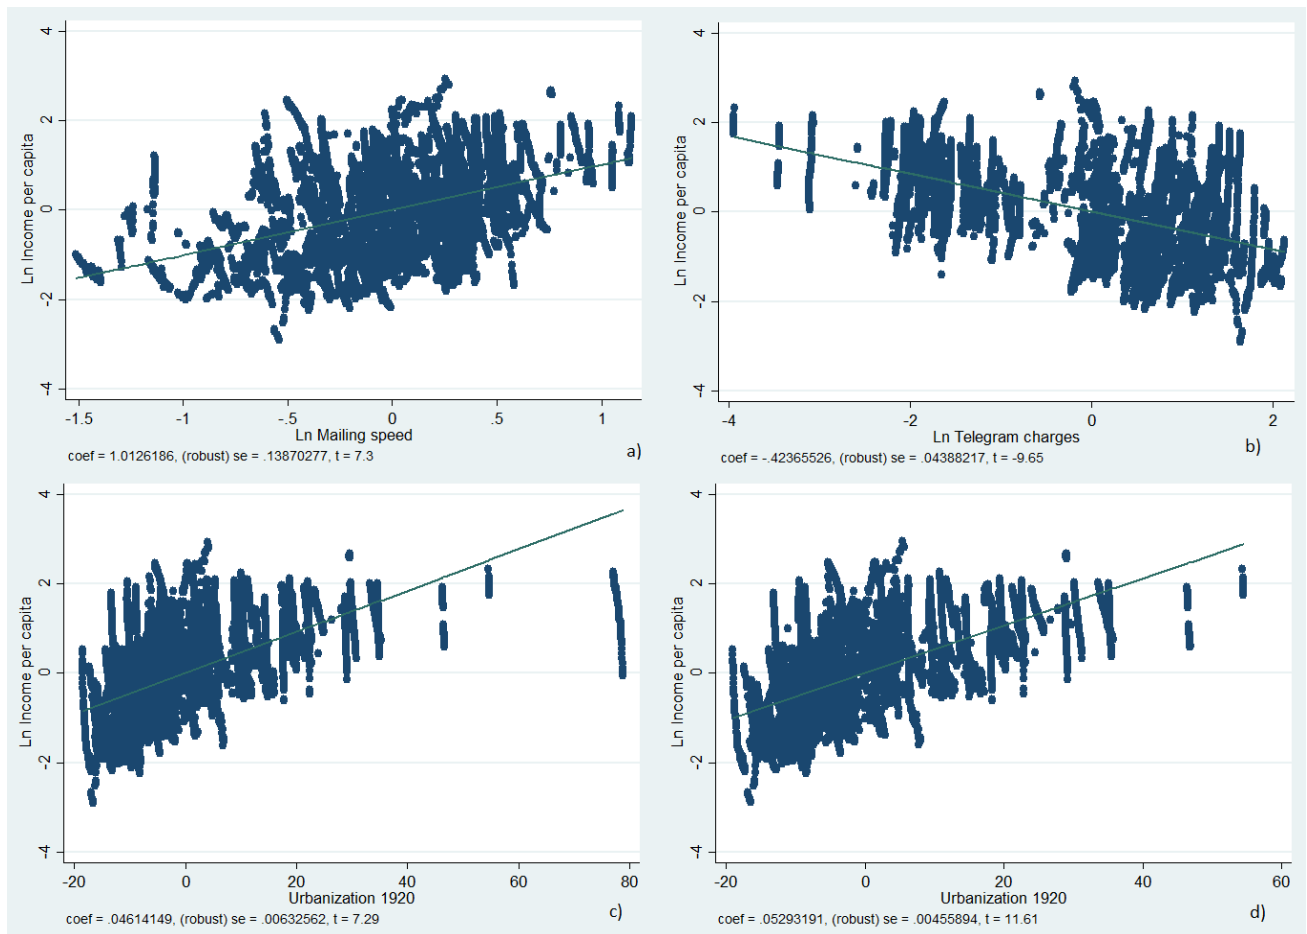 4
2
0
-2
-4
Ln Income per capita
-1.5 -1 -.5 0 .5 1
Ln Mailing speed
coef = 1.0126186, (robust) se = .13870277, t = 7.3
a)
4
2
0
-2
-4
Ln Income per capita
-4 -2 0 2
Ln Telegram charges
coef = -.42365526, (robust) se = .04388217, t = -9.65
b)
4
2
0
-2
-4
Ln Income per capita
-20 0 20 40 60 80
Urbanization 1920
coef = .04614149, (robust) se = .00632562, t = 7.29
c)
4
2
0
-2
-4
Ln Income per capita
-20 0 20 40 60
Urbanization 1920
coef = .05293191, (robust) se = .00455894, t = 11.61
d)